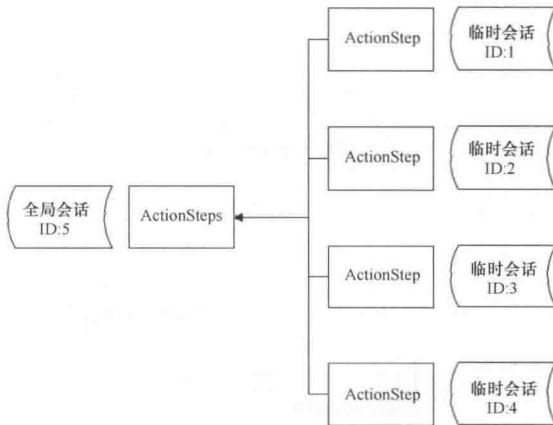 ActionStep
临时会话
ID:1
ActionStep
临时会话
ID:2
全局会话
ID:5
ActionSteps
ActionStep
临时会话
ID:3
ActionStep
临时会话
ID:4